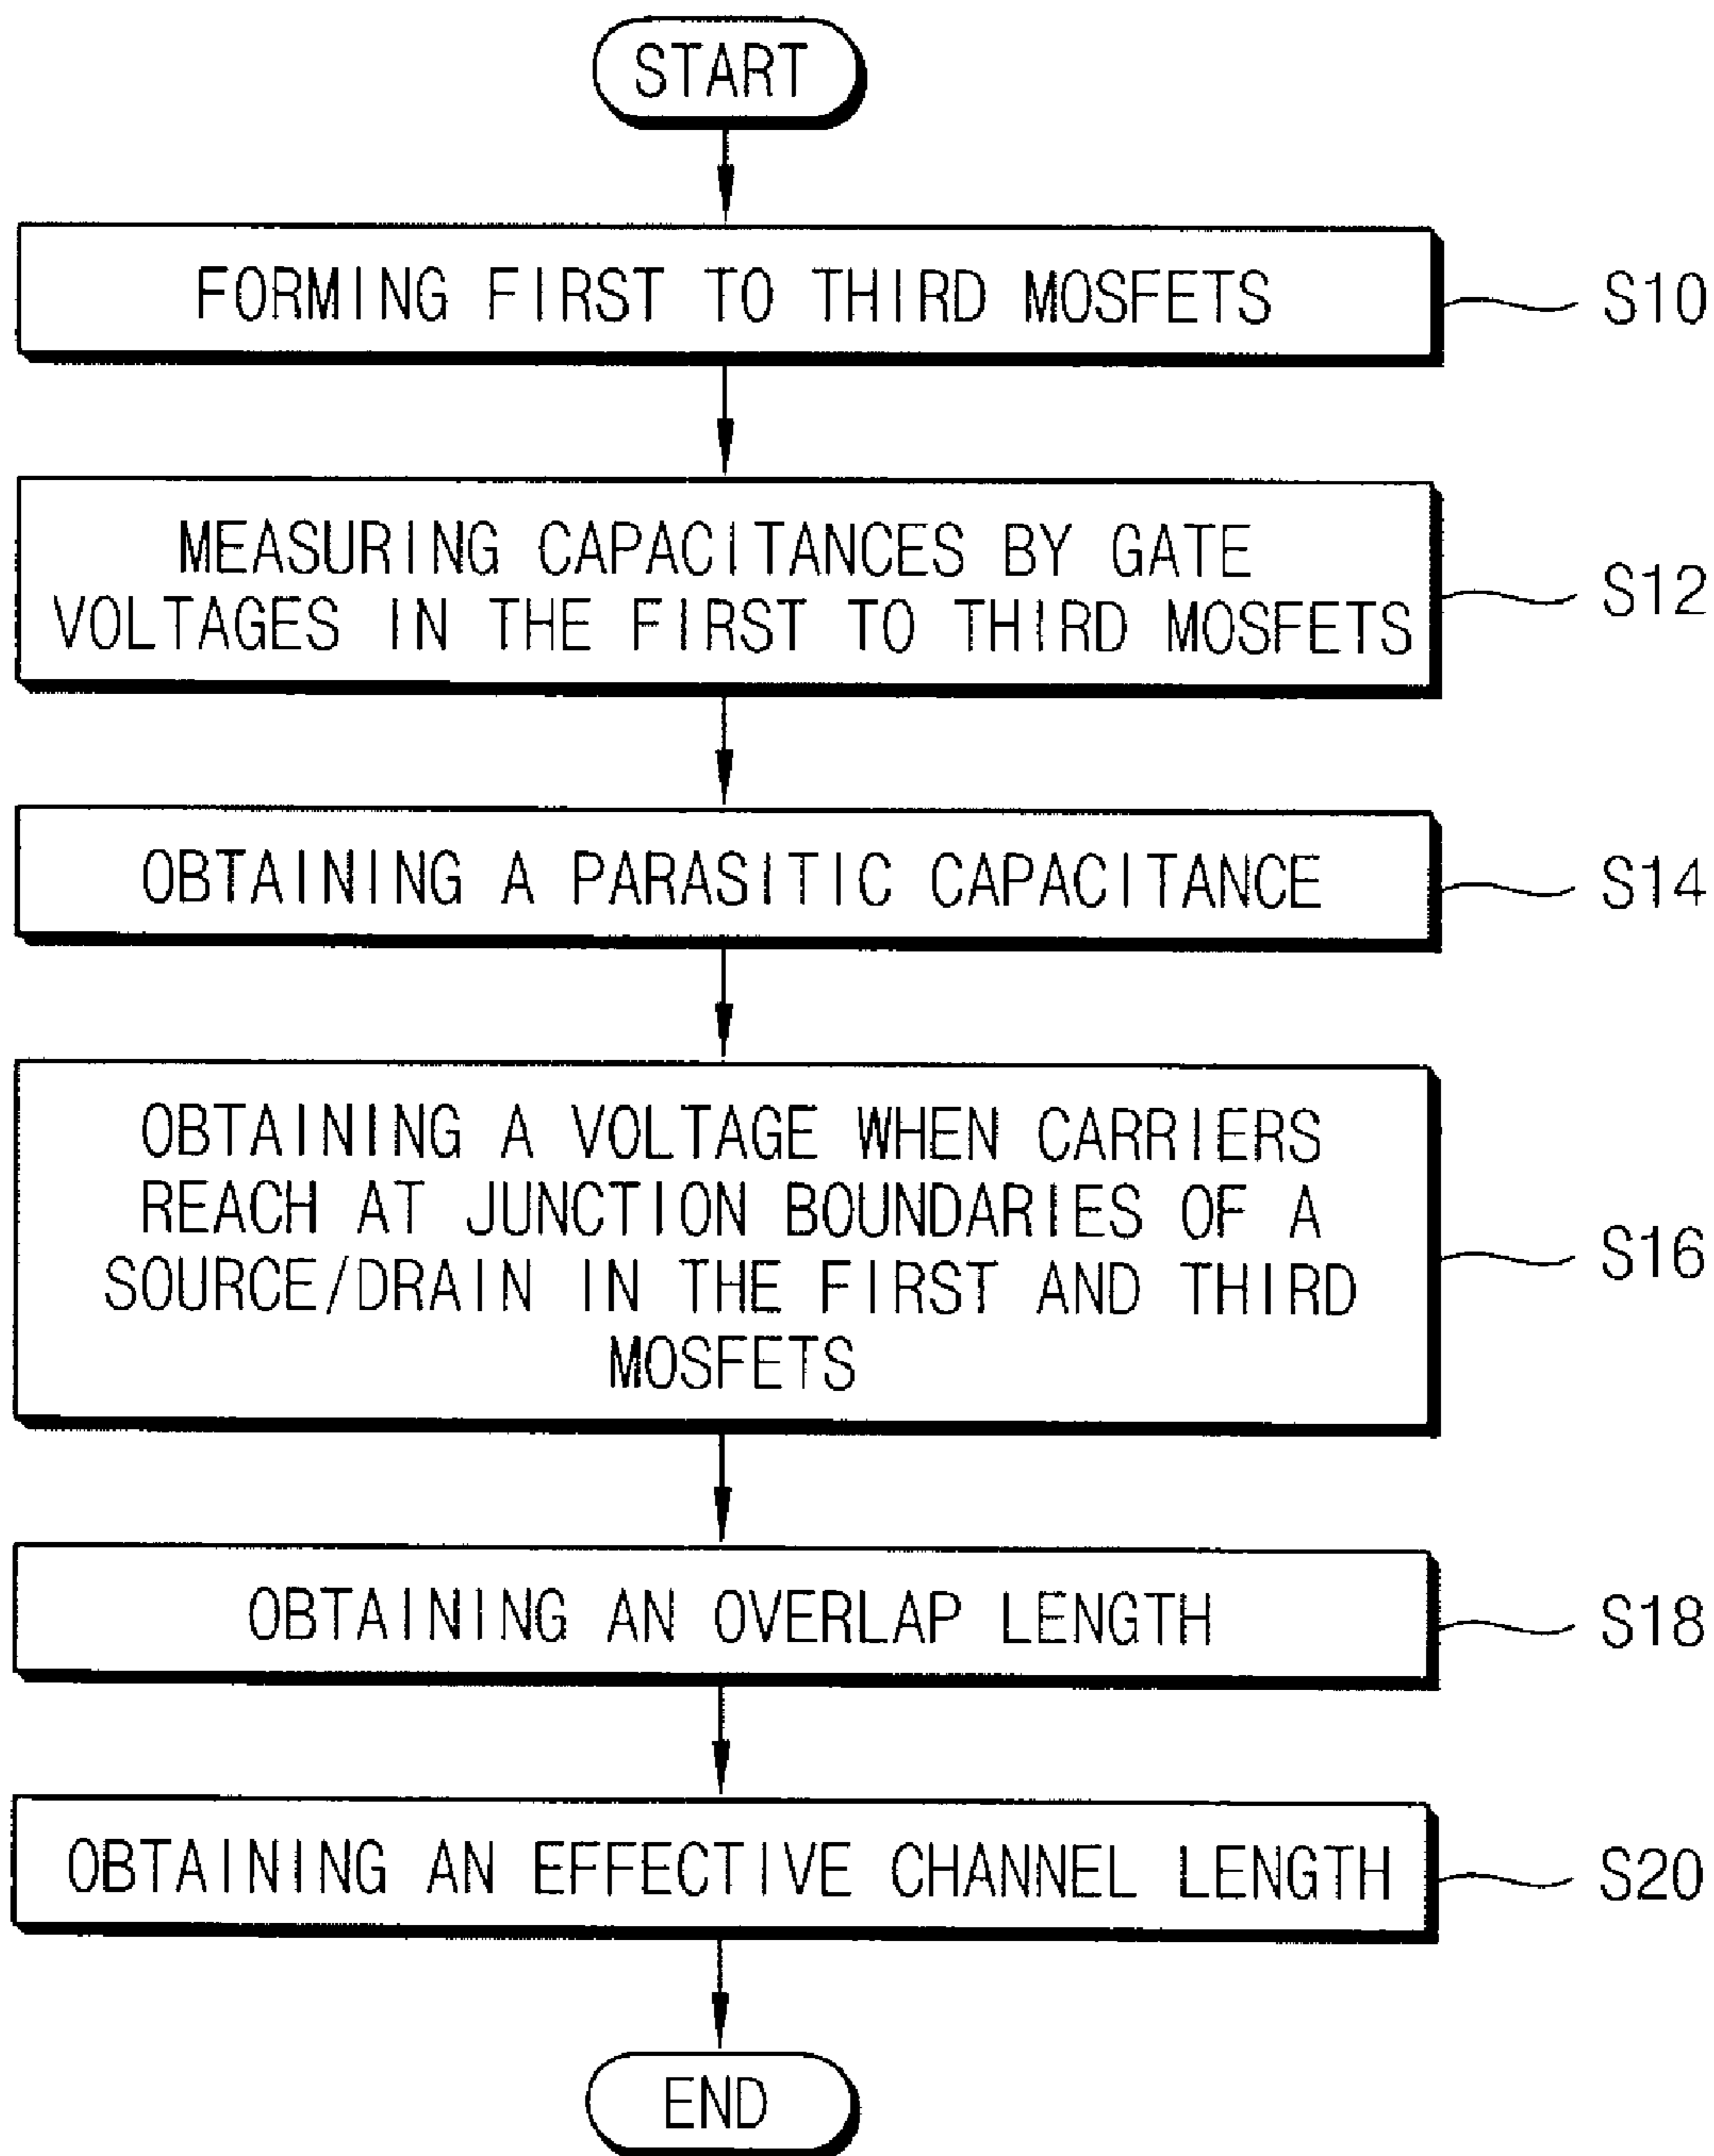 START
FORMING FIRST TO THIRD MOSFETS
S10
MEASURING CAPACITANCES BY GATE
VOLTAGES IN THE FIRST TO THIRD MOSFETS
S12
OBTAINING A PARASITIC CAPACITANCE
S14
OBTAINING A VOLTAGE WHEN CARRIERS
REACH AT JUNCTION BOUNDARIES OF A
SOURCE/DRAIN IN THE FIRST AND THIRD
MOSFETS
S16
OBTAINING AN OVERLAP LENGTH
S18
OBTAINING AN EFFECTIVE CHANNEL LENGTH
S20
END